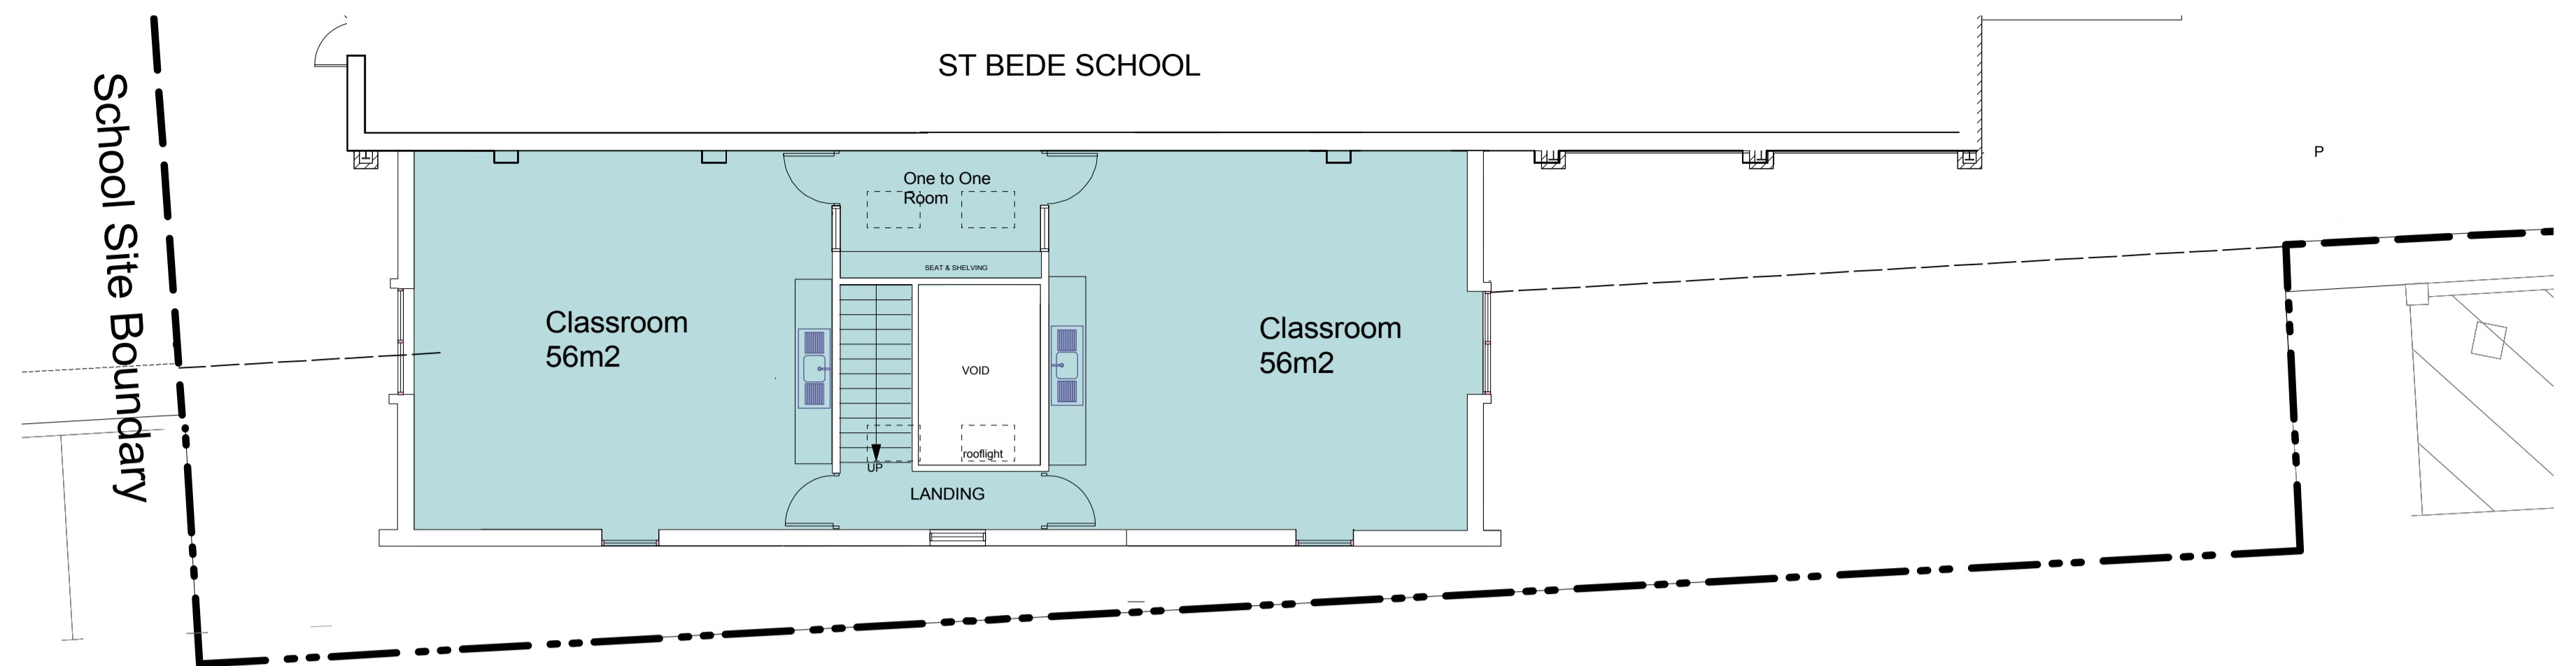 ST BEDE SCHOOL
School Site Boundary
P
One to One
Room
SEAT & SHELVING
Classroom
56m2
Classroom
56m2
VOID
rooflight
UP
LANDING